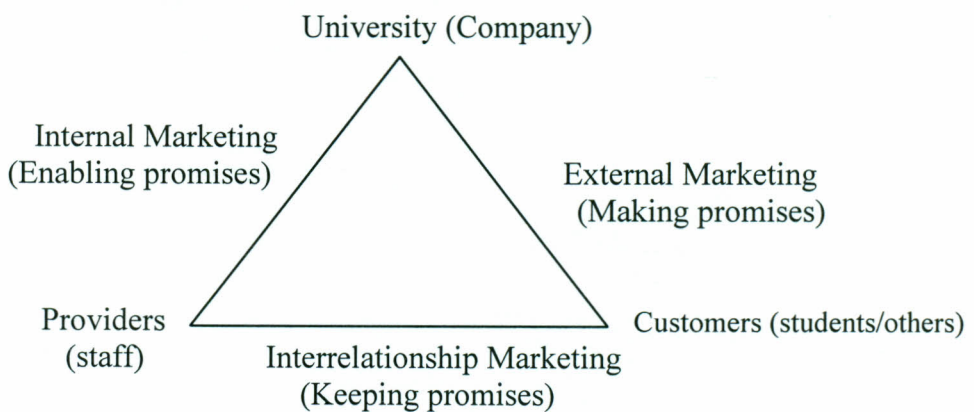 University (Company)
Internal Marketing
(Enabling promises)
External Marketing
(Making promises)
Providers
(staff)
Customers (students/others)
Interrelationship Marketing
(Keeping promises)